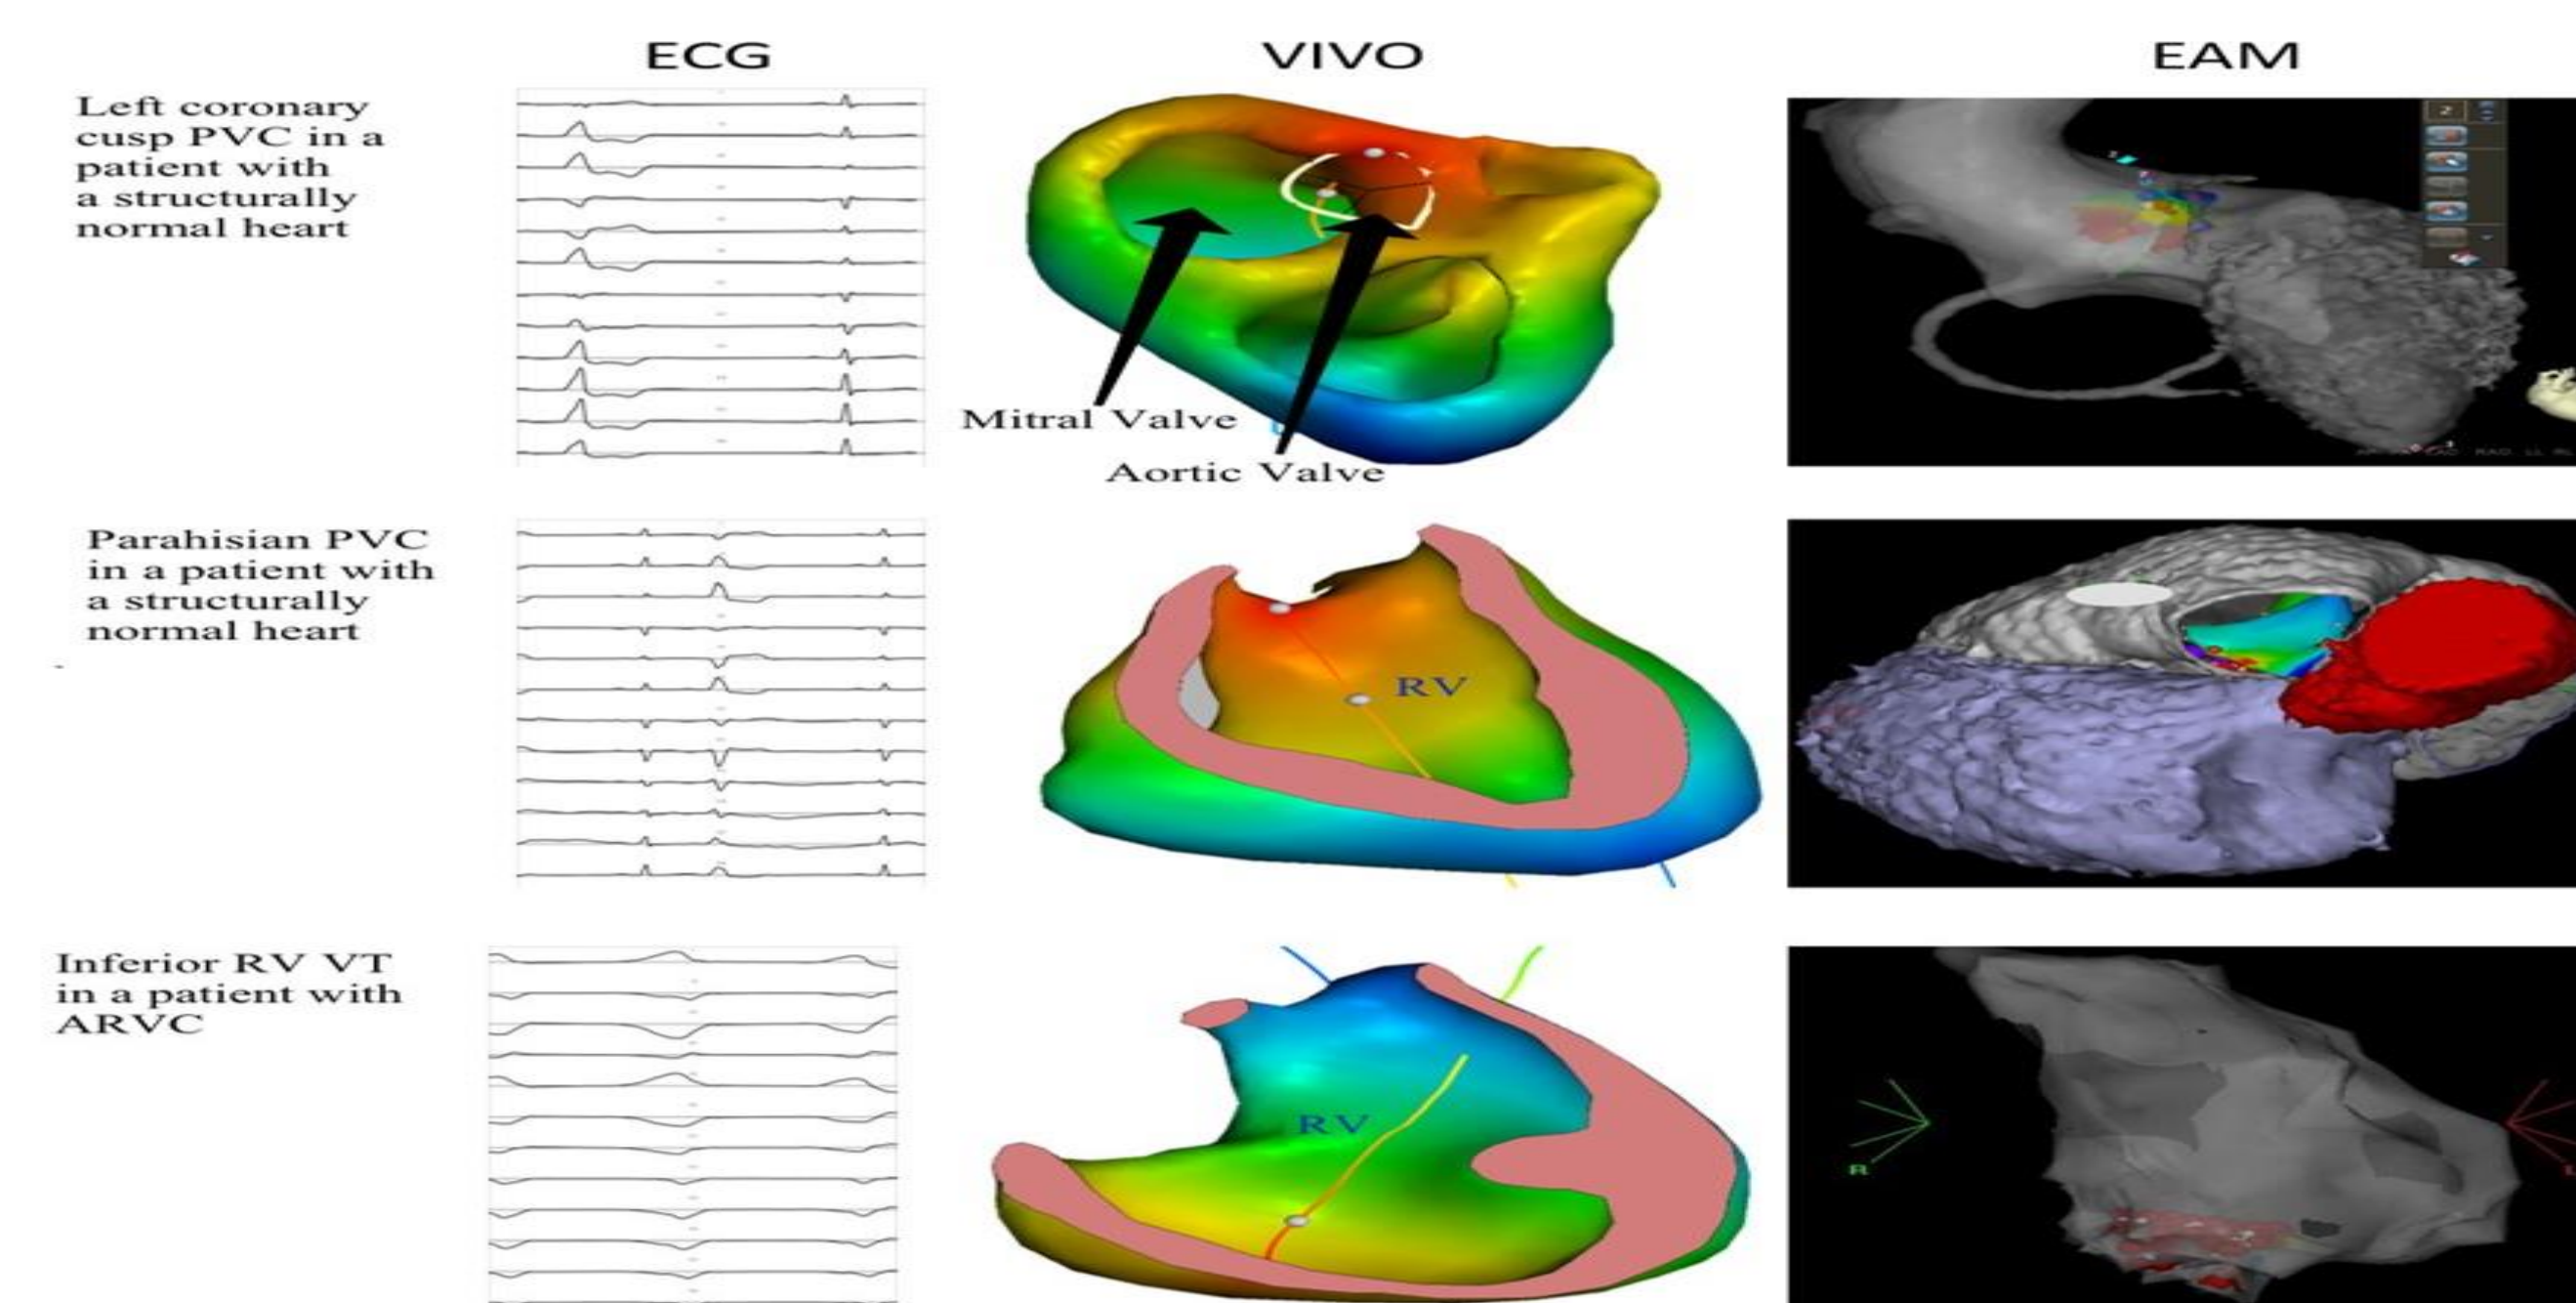 ECG
VIVO
EAM
Left coronary
cusp PVC in a
patient with
a structurally
normal heart
2
Mitral Valve
Aortic Valve
Parahisian PVC
in a patient with
a structurally
normal heart
RV
Inferior RV VT
in a patient with
ARVC
RV
R